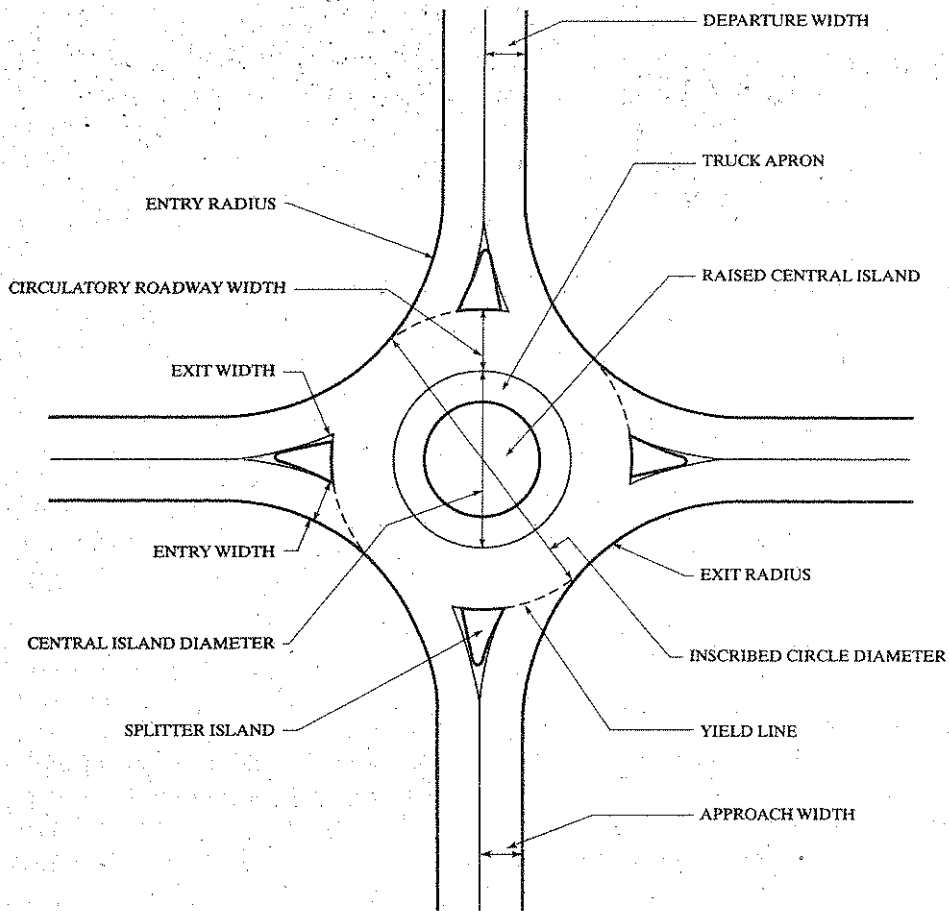 DEPARTURE WIDTH
TRUCK APRON
ENTRY RADIUS
RAISED CENTRAL ISLAND
CIRCULATORY ROADWAY WIDTH
EXIT WIDTH
ENTRY WIDTH
EXIT RADIUS
CENTRAL ISLAND DIAMETER
INSCRIBED CIRCLE DIAMETER
SPLITTER ISLAND
YIELD LINE
APPROACH WIDTH